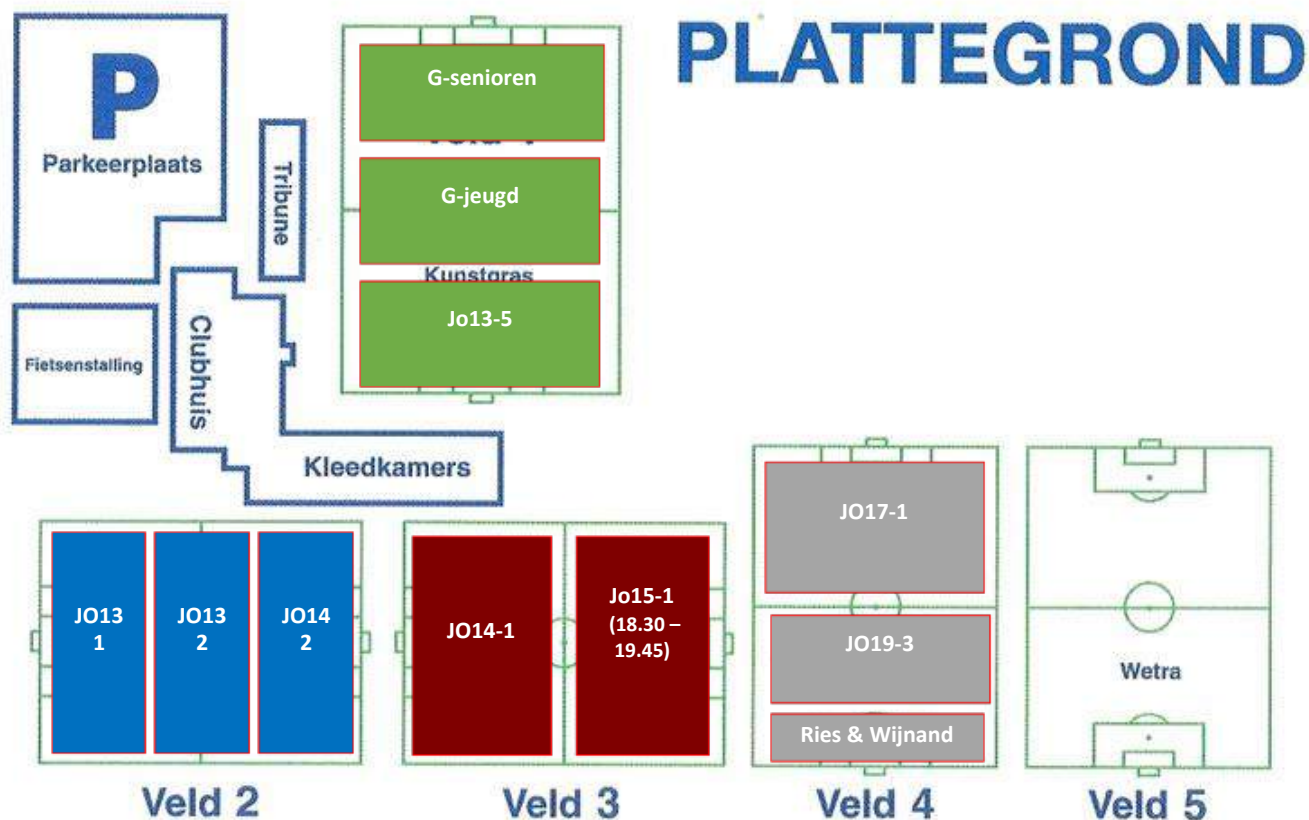 PLATTEGROND
P
Parkeerplaats
Tribune
G-senioren
G-jeugd
Kunstgras
Jo13-5
Fietsenstalling
Clubhuis
Kleedkamers
JO13
1
JO13
2
JO14
2
JO14-1
Jo15-1
(18.30 –
19.45)
JO17-1
JO19-3
Ries & Wijnand
Wetra
Veld 2
Veld 3
Veld 4
Veld 5